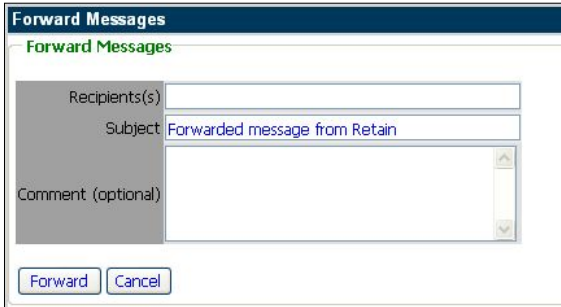 Forward Messages
Forward Messages
Recipients(s)
Subject Forwarded message from Retain
Comment (optional)
Forward Cancel